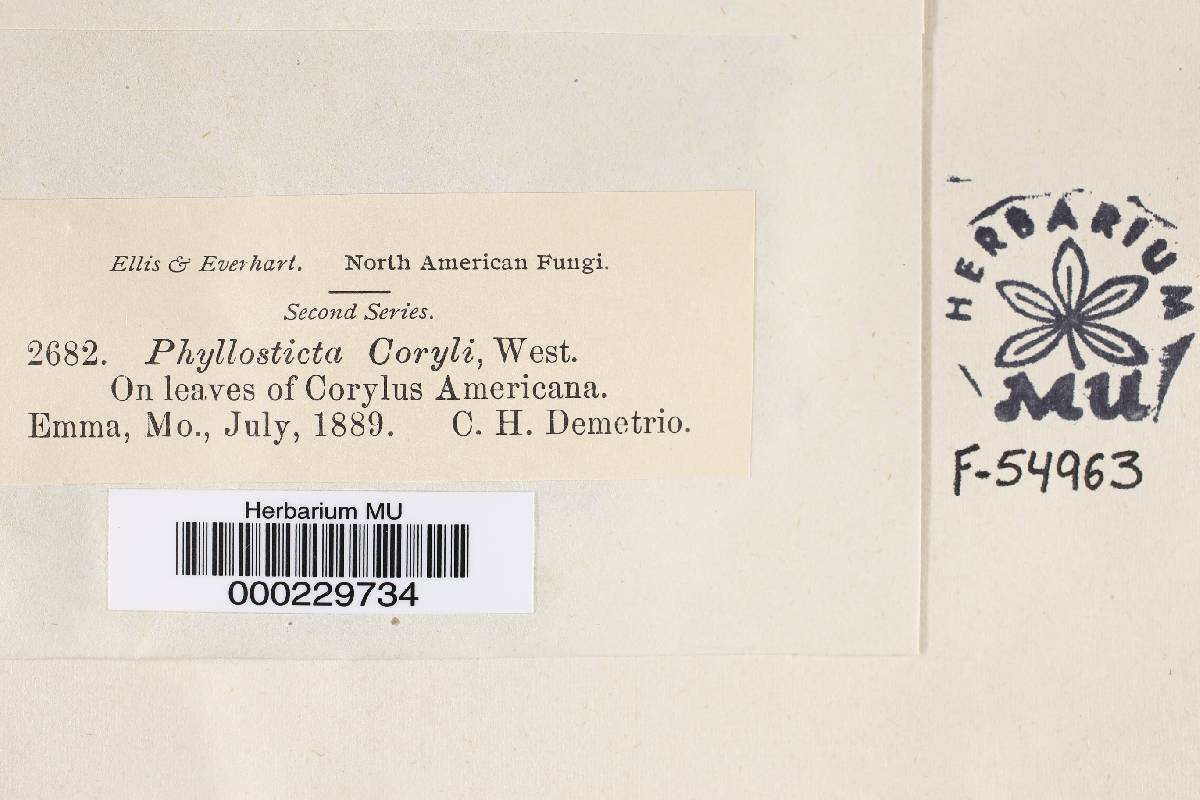 Ellis & Everhart. North American Fungi.
Second Series.
2682. Phyllosticta Coryli, West.
On leaves of Corylus Americana.
Emma, Mo., July, 1889. C. H. Demetrio.
Herbarium MU
000229734
HERBARIUM
MU
F-54963